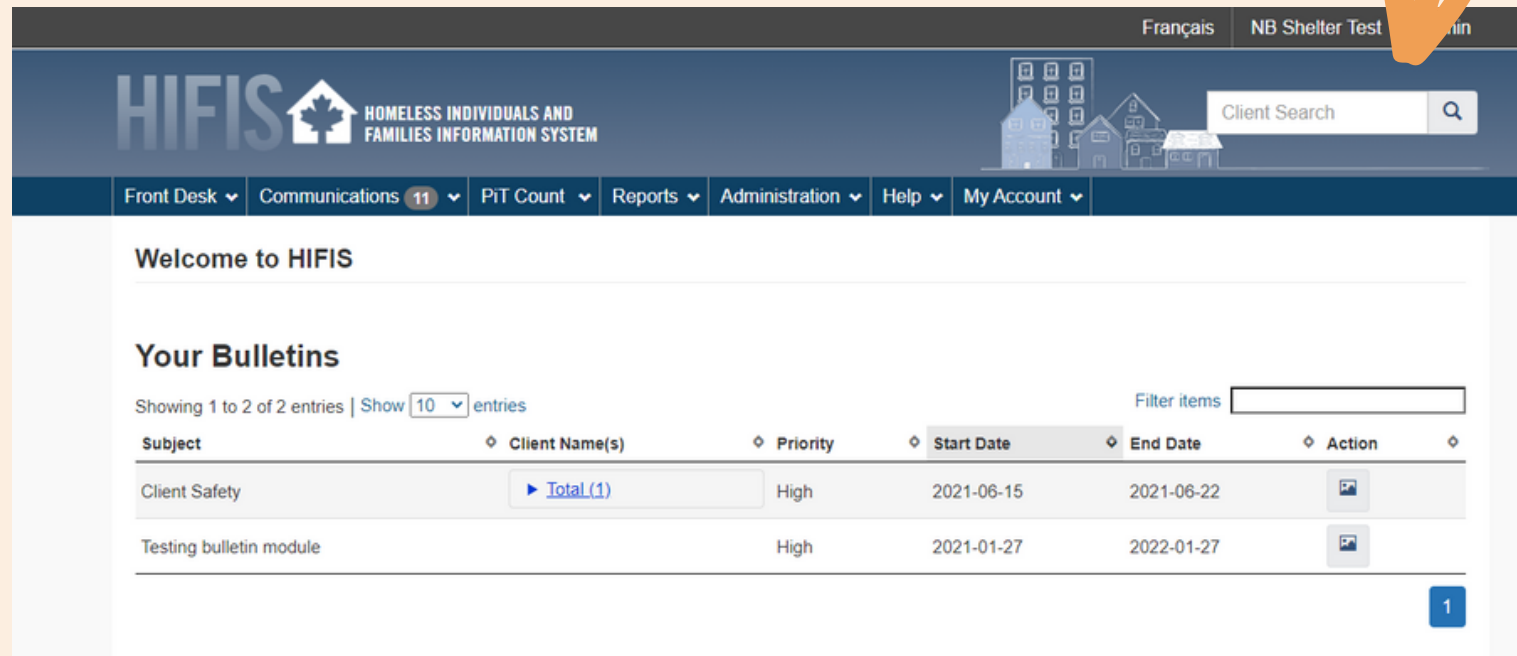 Français NB Shelter Test
HIFIS HOMELESS INDIVIDUALS AND
FAMILIES INFORMATION SYSTEM
Client Search
Front Desk Communications 11 PiT Count Reports Administration Help My Account
Welcome to HIFIS
Your Bulletins
Showing 1 to 2 of 2 entries | Show 10 entries Filter items
Subject Client Name(s) Priority Start Date End Date Action
Client Safety Total (1) High 2021-06-15 2021-06-22
Testing bulletin module High 2021-01-27 2022-01-27
1